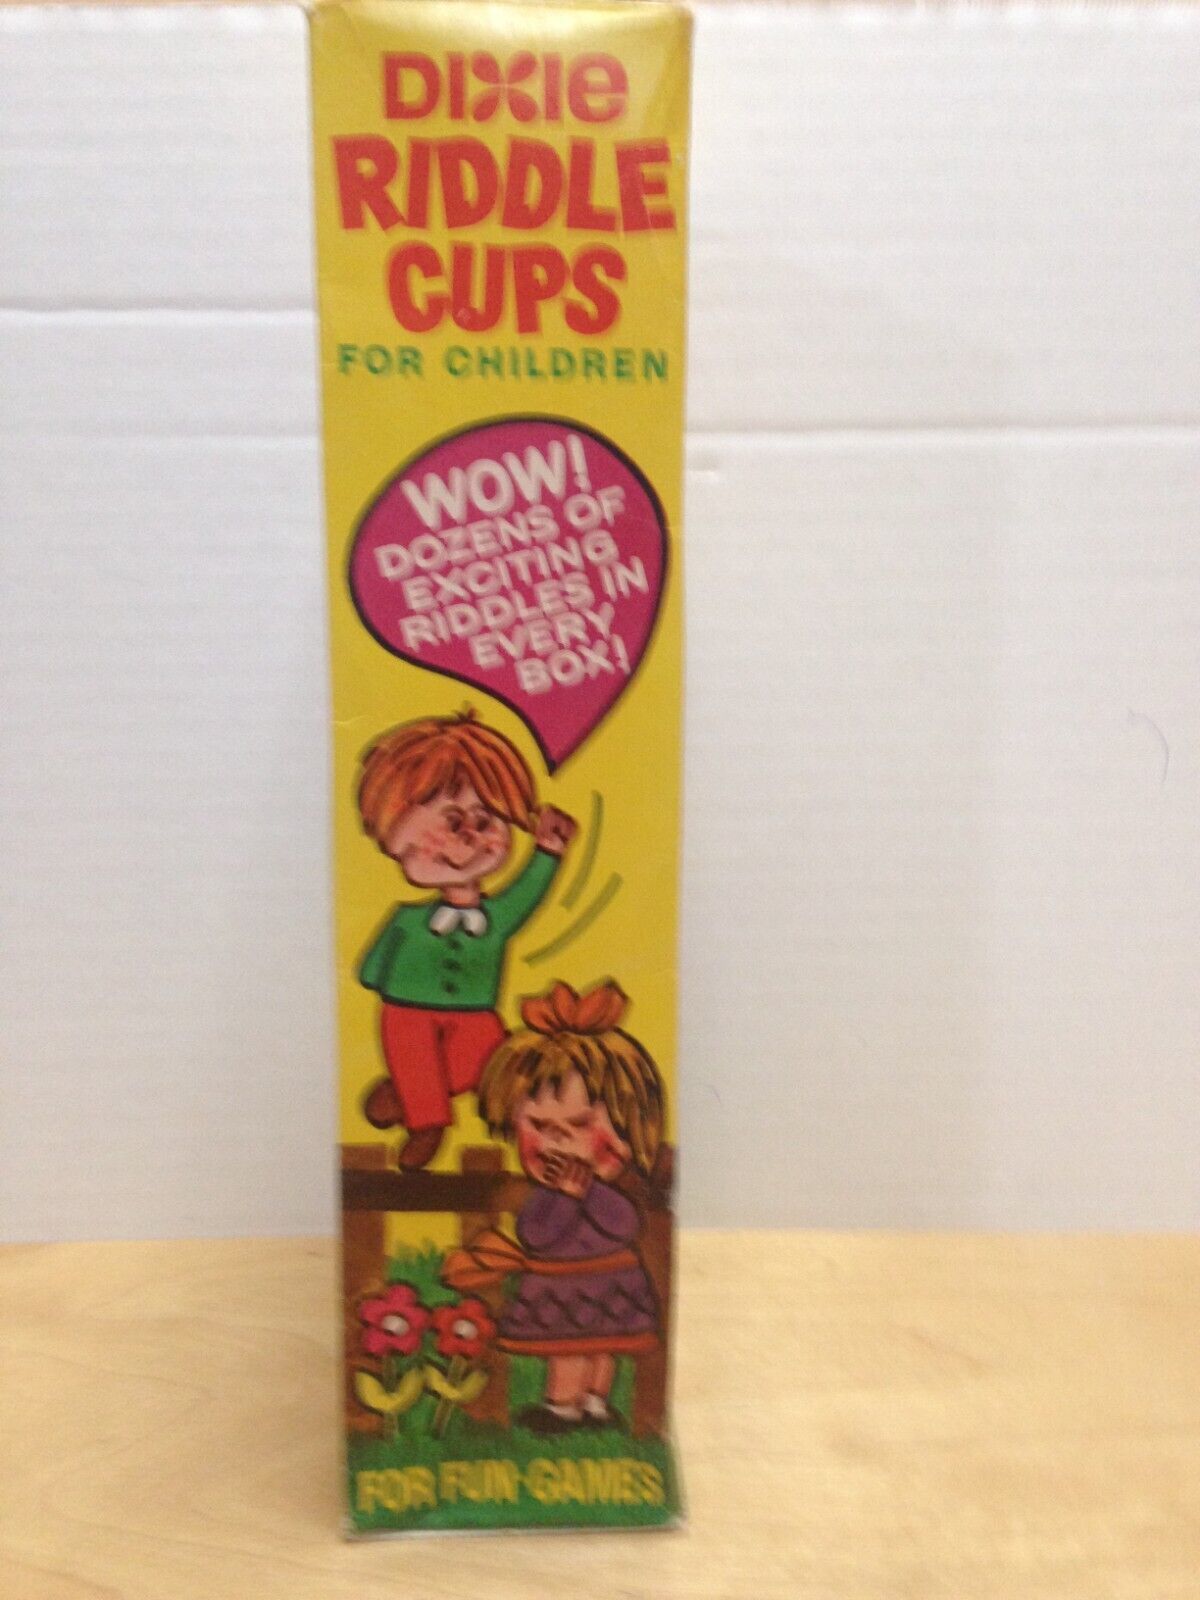 DIXIE
RIDDLE
CUPS
FOR CHILDREN
WOW!
DOZENS OF
EXCITING
RIDDLES IN
EVERY
BOX!
FOR FUN-GAMES